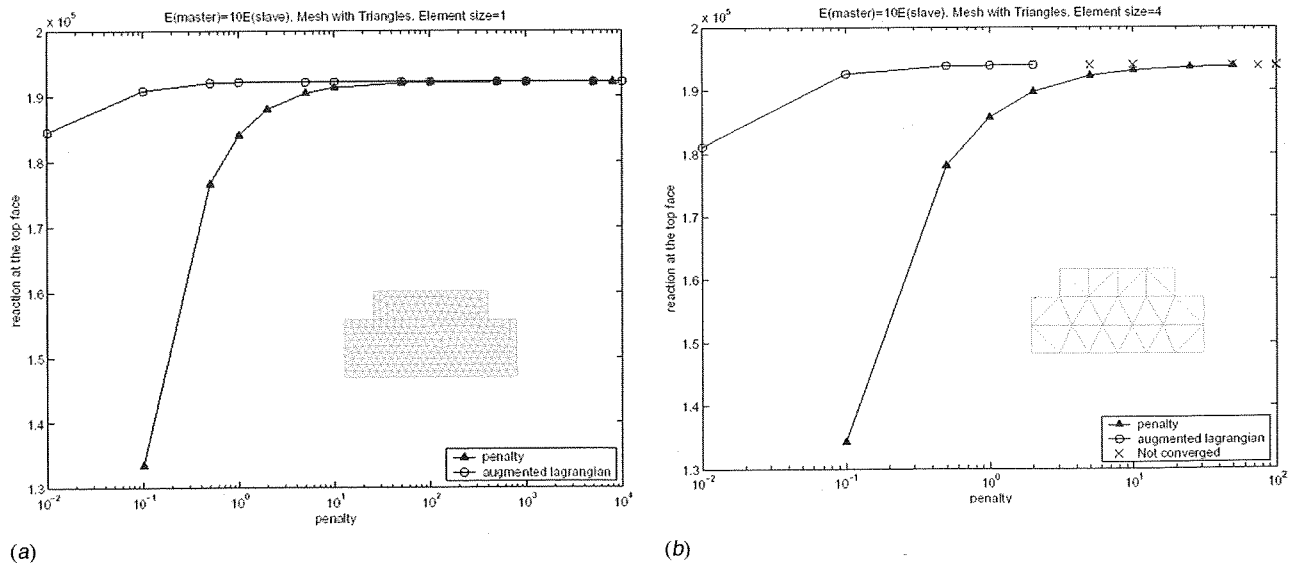 E(master)=10E(slave). Mesh with Triangles. Element size=1
x 10^5
2
1.9
1.8
1.7
1.6
1.5
1.4
1.3
reaction at the top face
penalty
augmented lagrangian
10^-2
10^-1
10^0
10^1
10^2
10^3
10^4
penalty
(a)
E(master)=10E(slave). Mesh with Triangles. Element size=4
x 10^5
2
1.9
1.8
1.7
1.6
1.5
1.4
1.3
reaction at the top face
penalty
augmented lagrangian
Not converged
10^-2
10^-1
10^0
10^1
10^2
penalty
(b)